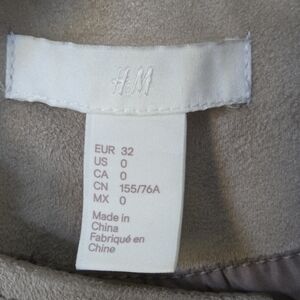 H&M
EUR 32
US 0
CA 0
CN 155/76A
MX 0
Made in
China
Fabriqué en
Chine